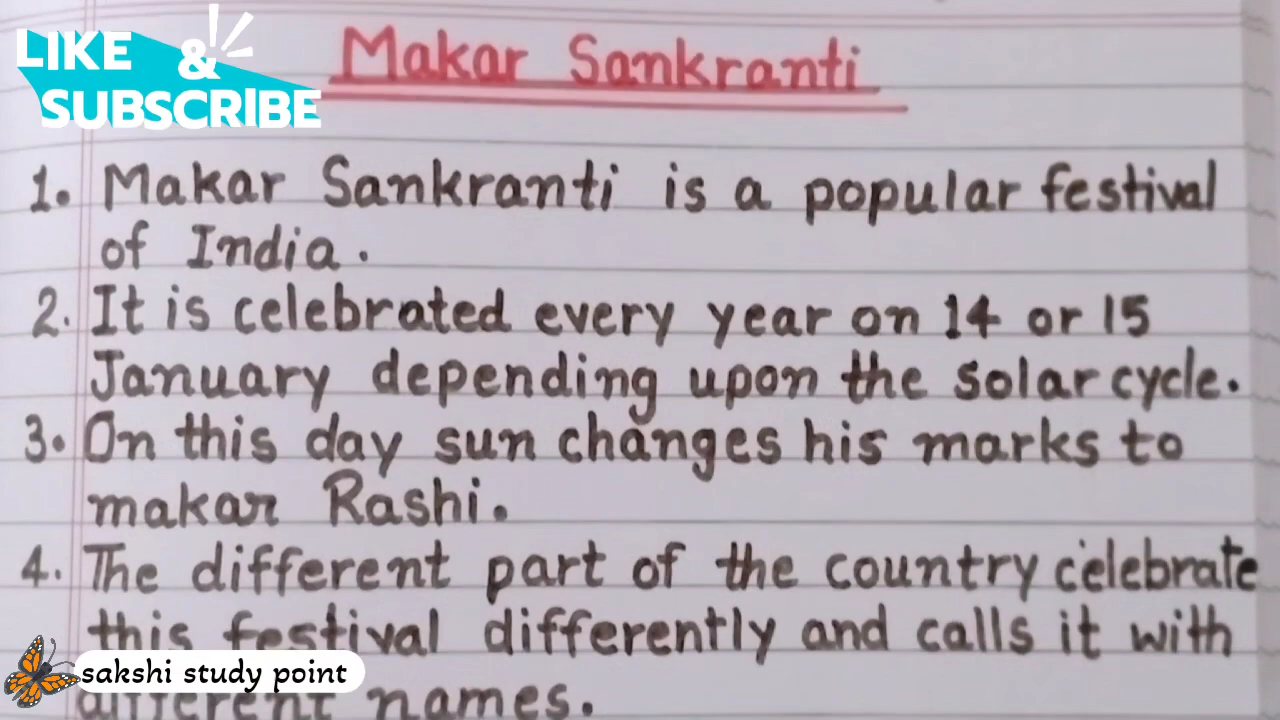 LIKE &
SUBSCRIBE
Makar Sankranti
1. Makar Sankranti is a popular festival
of India.
2. It is celebrated every year on 14 or 15
January depending upon the solar cycle.
3. On this day sun changes his marks to
makar Rashi.
4. The different part of the country celebrate
this festival differently and calls it with
sakshi study point
different names.